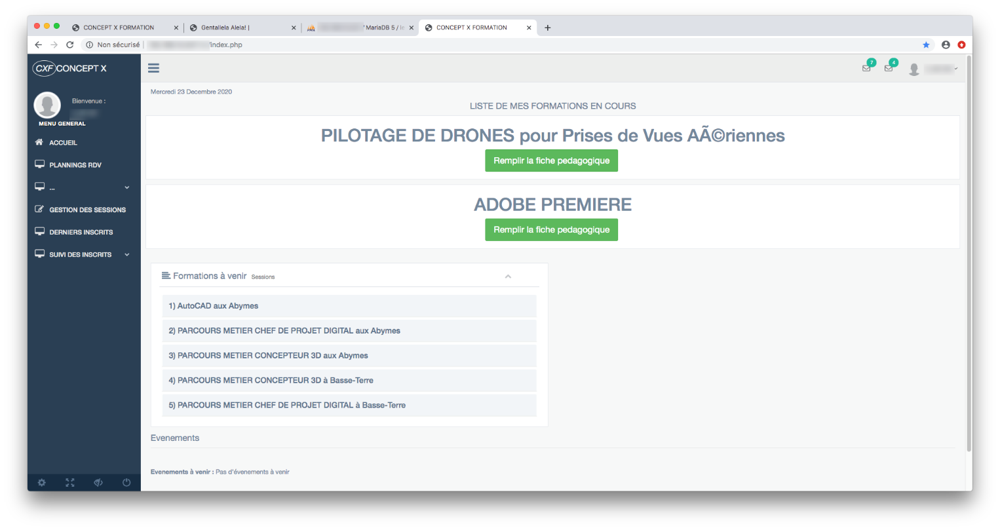 CONCEPT X FORMATION
Gentallela Alela! |
/ MariaDB 5 / le
CONCEPT X FORMATION
Non sécurisé
/index.php
CXF CONCEPT X
7
4
Bienvenue :
MENU GENERAL
ACCUEIL
PLANNINGS RDV
...
GESTION DES SESSIONS
DERNIERS INSCRITS
SUIVI DES INSCRITS
Mercredi 23 Decembre 2020
LISTE DE MES FORMATIONS EN COURS
PILOTAGE DE DRONES pour Prises de Vues AÃ©riennes
Remplir la fiche pedagogique
ADOBE PREMIERE
Remplir la fiche pedagogique
Formations à venir Sessions
1) AutoCAD aux Abymes
2) PARCOURS METIER CHEF DE PROJET DIGITAL aux Abymes
3) PARCOURS METIER CONCEPTEUR 3D aux Abymes
4) PARCOURS METIER CONCEPTEUR 3D à Basse-Terre
5) PARCOURS METIER CHEF DE PROJET DIGITAL à Basse-Terre
Evenements
Evenements à venir : Pas d'évenements à venir